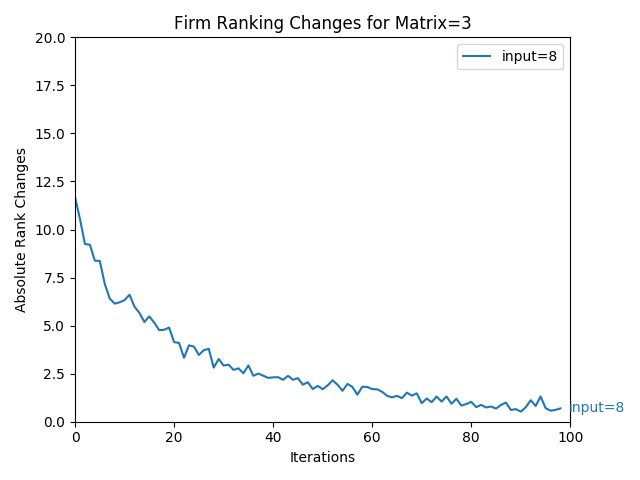 Firm Ranking Changes for Matrix=3
input=8
20.0
17.5
15.0
12.5
10.0
7.5
5.0
2.5
0.0
Absolute Rank Changes
input=8
0 20 40 60 80 100
Iterations